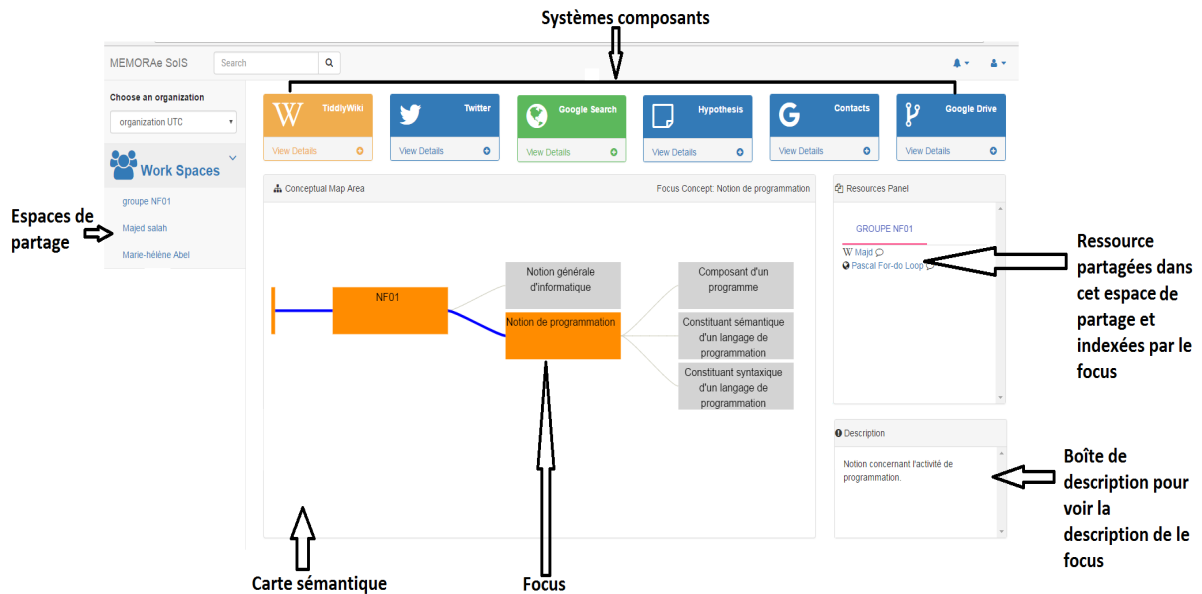 Systèmes composants
MEMORAe SoIS
Search
Choose an organization
organization UTC
Work Spaces
groupe NF01
Majed salah
Marie-hélène Abel
Espaces de
partage
TiddlyWiki
View Details
Twitter
View Details
Google Search
View Details
Hypothesis
View Details
Contacts
View Details
Google Drive
View Details
Conceptual Map Area
Focus Concept: Notion de programmation
NF01
Notion générale
d'informatique
Notion de programmation
Composant d'un
programme
Constituant sémantique
d'un langage de
programmation
Constituant syntaxique
d'un langage de
programmation
Resources Panel
GROUPE NF01
Majd
Pascal For-do Loop
Ressource
partagées dans
cet espace de
partage et
indexées par le
focus
Description
Notion concernant l'activité de
programmation.
Boîte de
description pour
voir la
description de le
focus
Carte sémantique
Focus